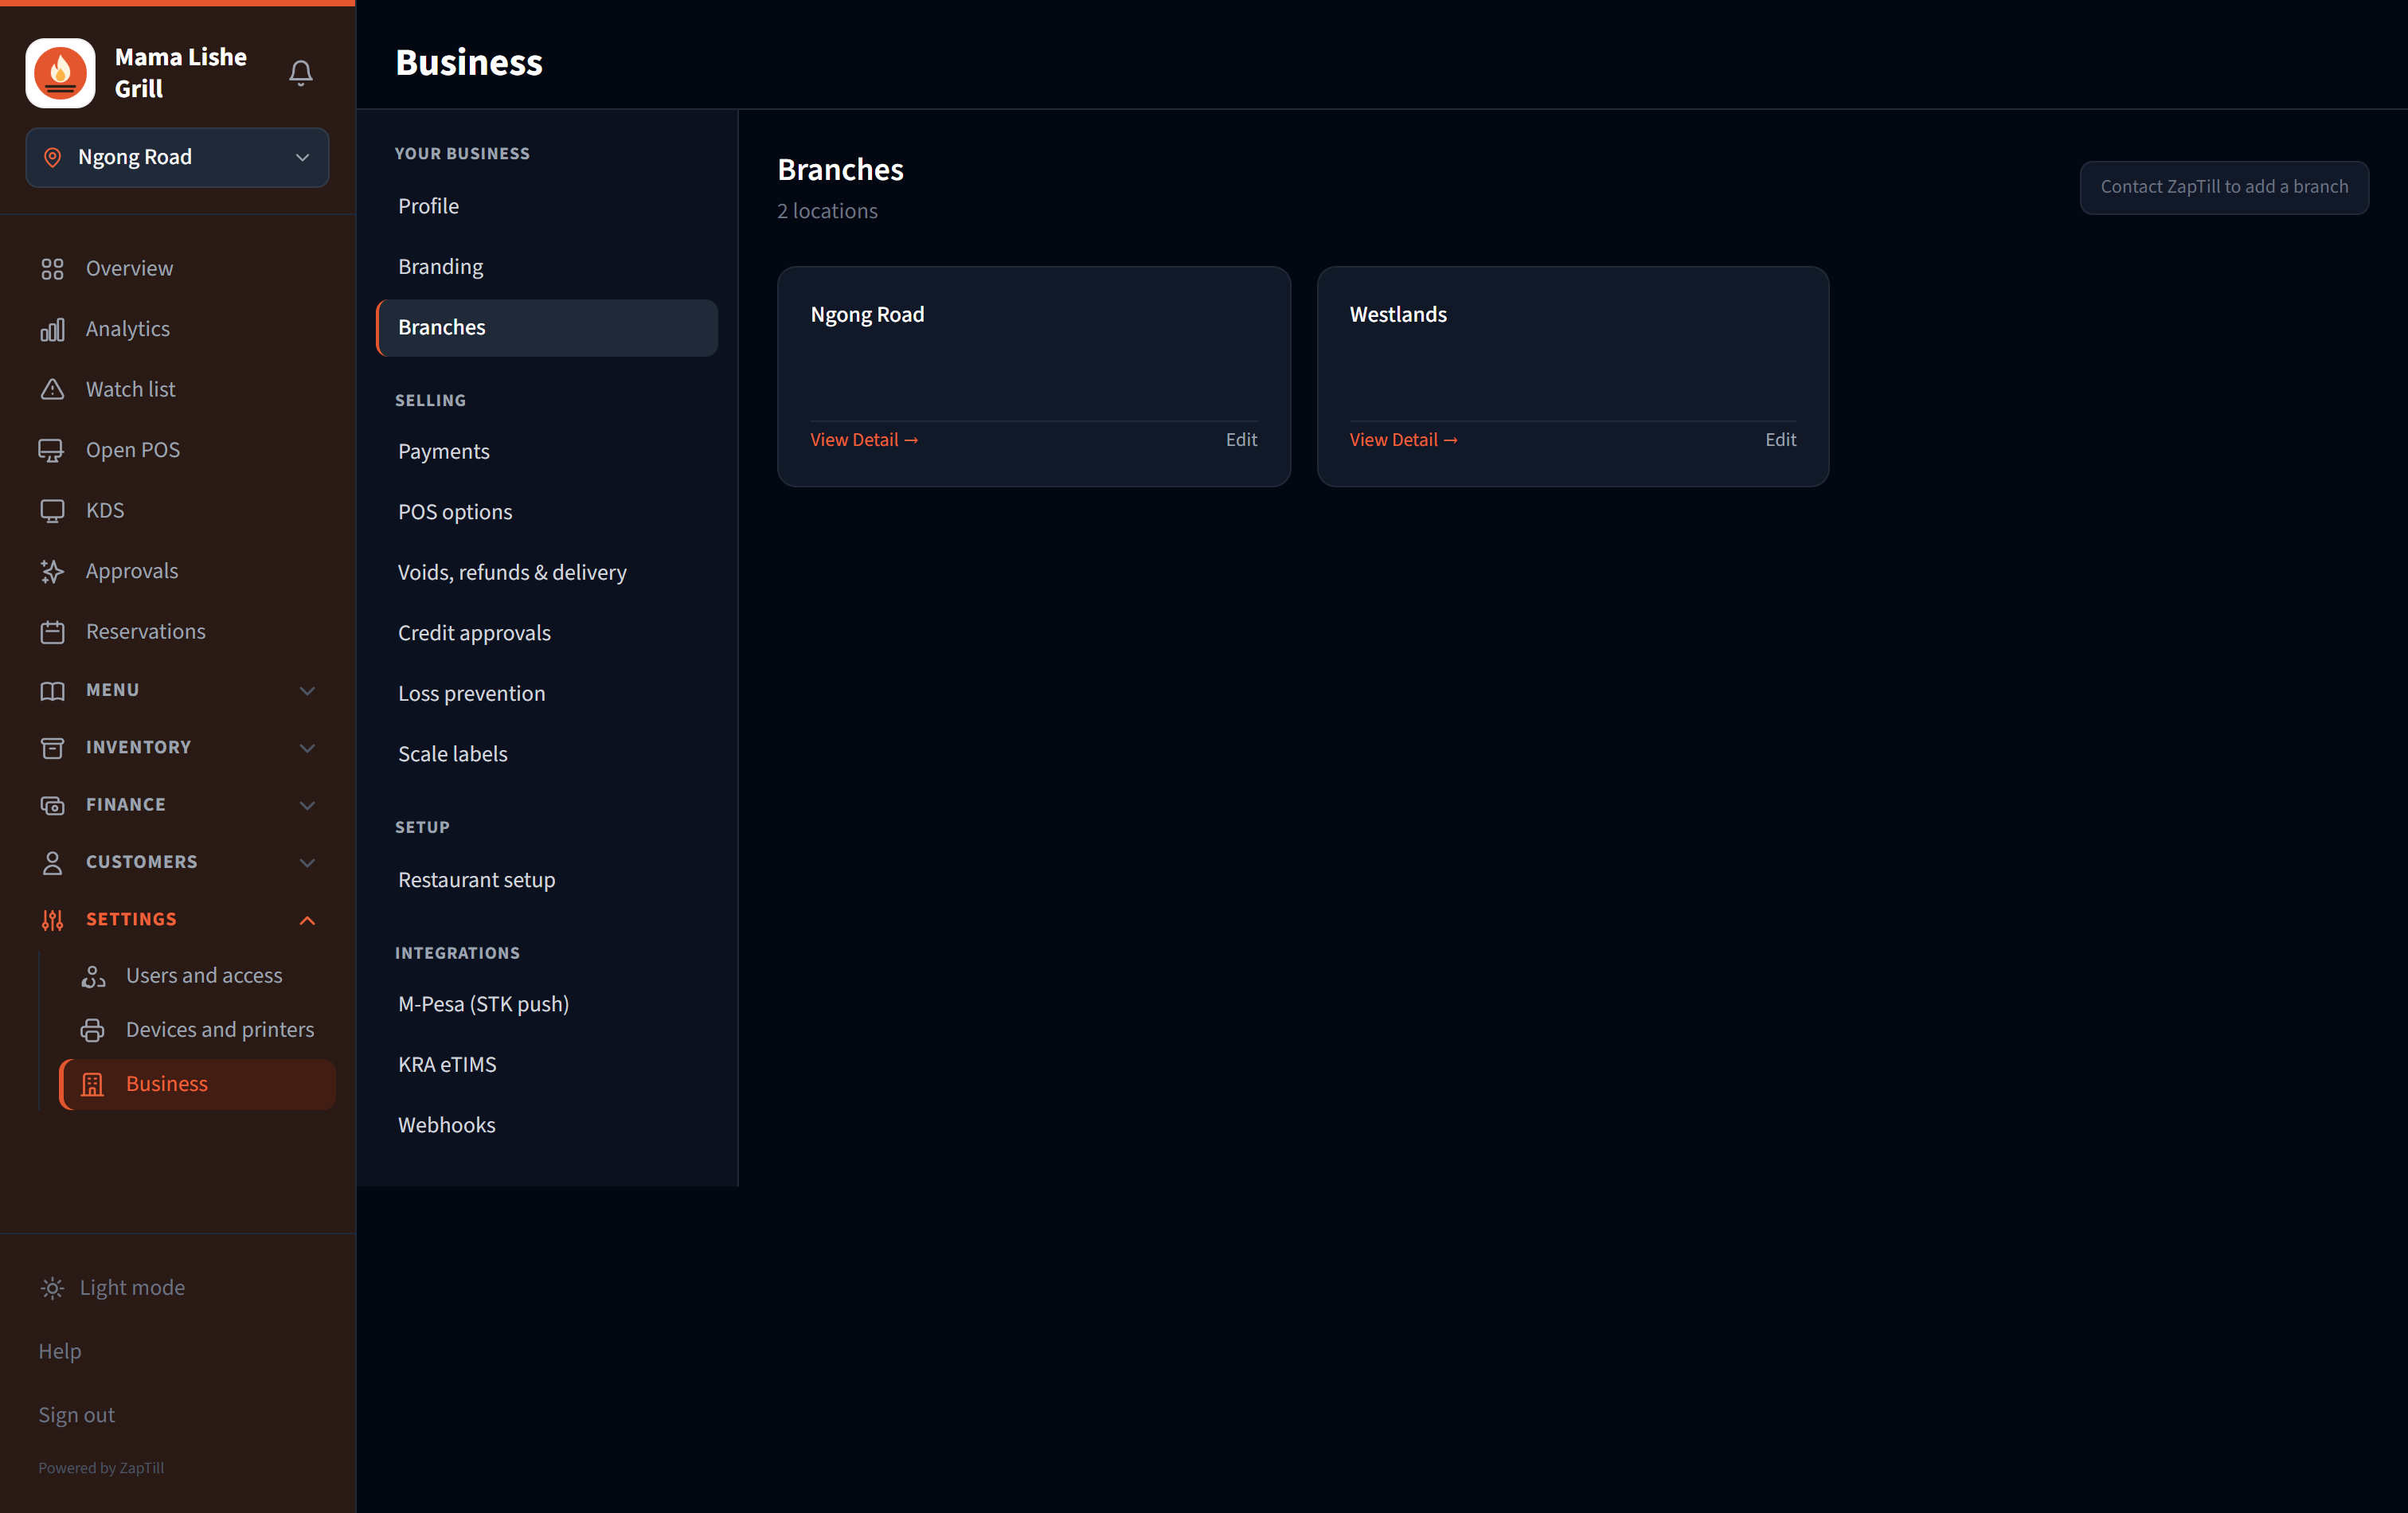 Mama Lishe
Grill
Ngong Road
Overview
Analytics
Watch list
Open POS
KDS
Approvals
Reservations
MENU
INVENTORY
FINANCE
CUSTOMERS
SETTINGS
Users and access
Devices and printers
Business
Light mode
Help
Sign out
Powered by ZapTill
Business
YOUR BUSINESS
Profile
Branding
Branches
SELLING
Payments
POS options
Voids, refunds & delivery
Credit approvals
Loss prevention
Scale labels
SETUP
Restaurant setup
INTEGRATIONS
M-Pesa (STK push)
KRA eTIMS
Webhooks
Branches
2 locations
Contact ZapTill to add a branch
Ngong Road
View Detail →
Edit
Westlands
View Detail →
Edit